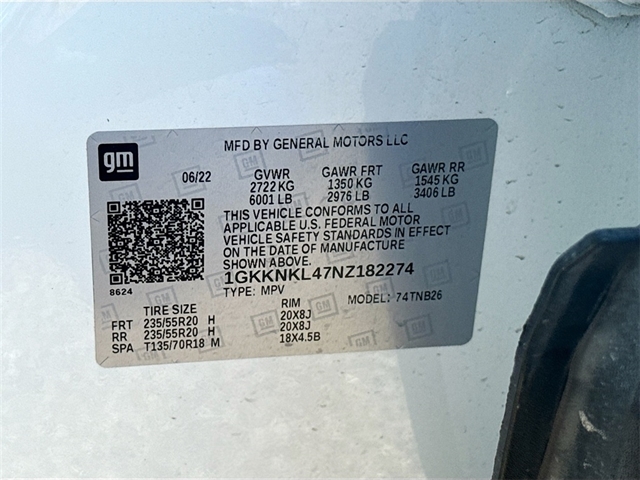 MFD BY GENERAL MOTORS LLC
gm
06/22 GVWR GAWR FRT GAWR RR
2722 KG 1350 KG 1545 KG
6001 LB 2976 LB 3406 LB
THIS VEHICLE CONFORMS TO ALL
APPLICABLE U.S. FEDERAL MOTOR
VEHICLE SAFETY STANDARDS IN EFFECT
ON THE DATE OF MANUFACTURE
SHOWN ABOVE.
1GKKNKL47NZ182274
8624
TYPE: MPV MODEL: 74TNB26
TIRE SIZE RIM
FRT 235/55R20 H 20X8J
RR 235/55R20 H 20X8J
SPA T135/70R18 M 18X4.5B